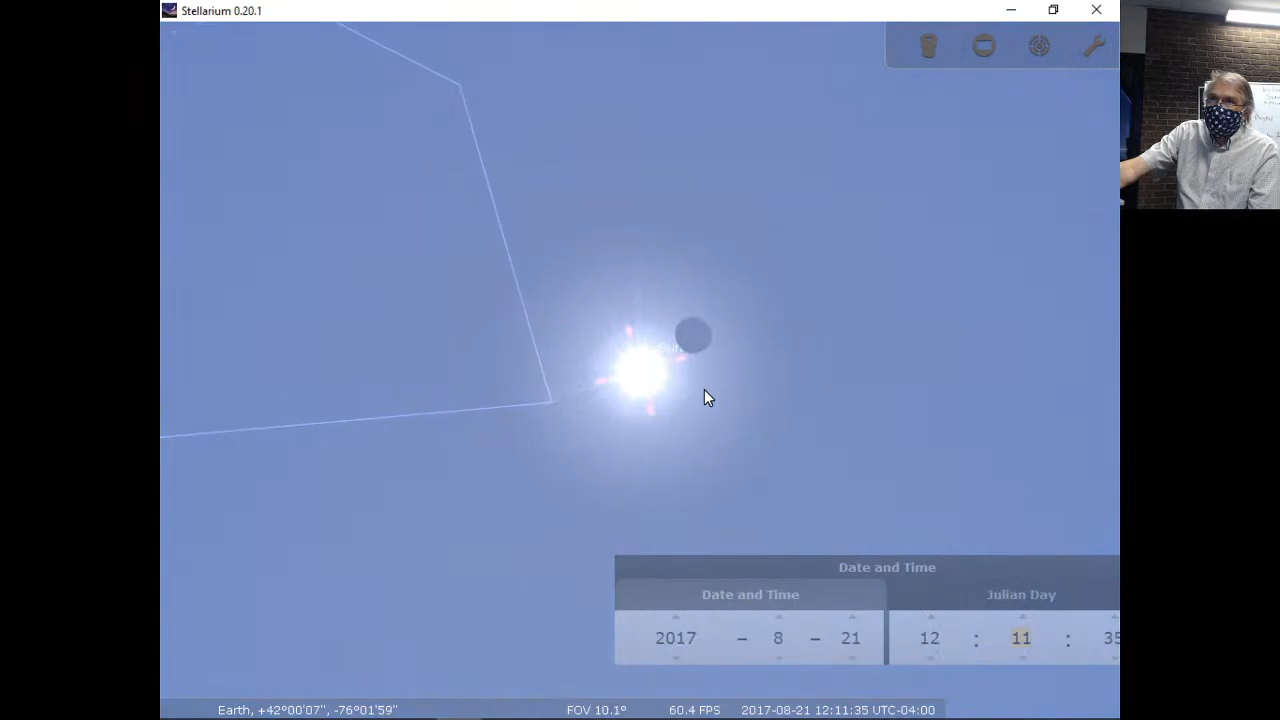 Stellarium 0.20.1
Date and Time
Date and Time Julian Day
2017 - 8 - 21 12 : 11 : 35
Earth, +42°00'07", -76°01'59" FOV 10.1° 60.4 FPS 2017-08-21 12:11:35 UTC-04:00